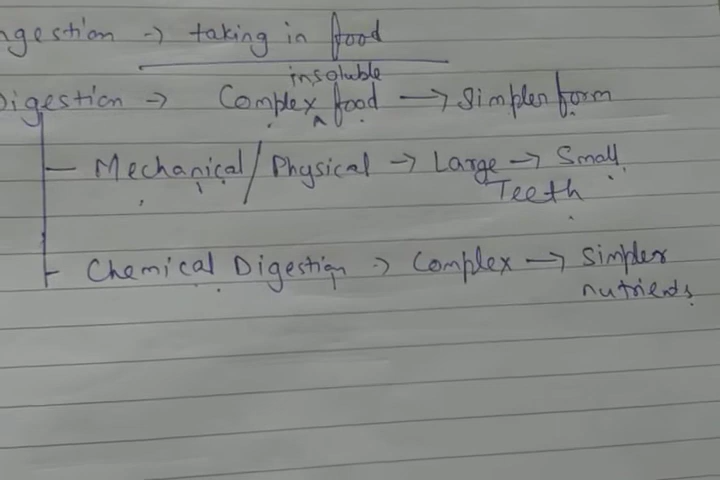 ngestion → taking in food
insoluble
Digestion → Complex ^ food → simpler form
Mechanical / Physical → Large → Small
Teeth
Chemical Digestion → Complex → simpler
nutrients